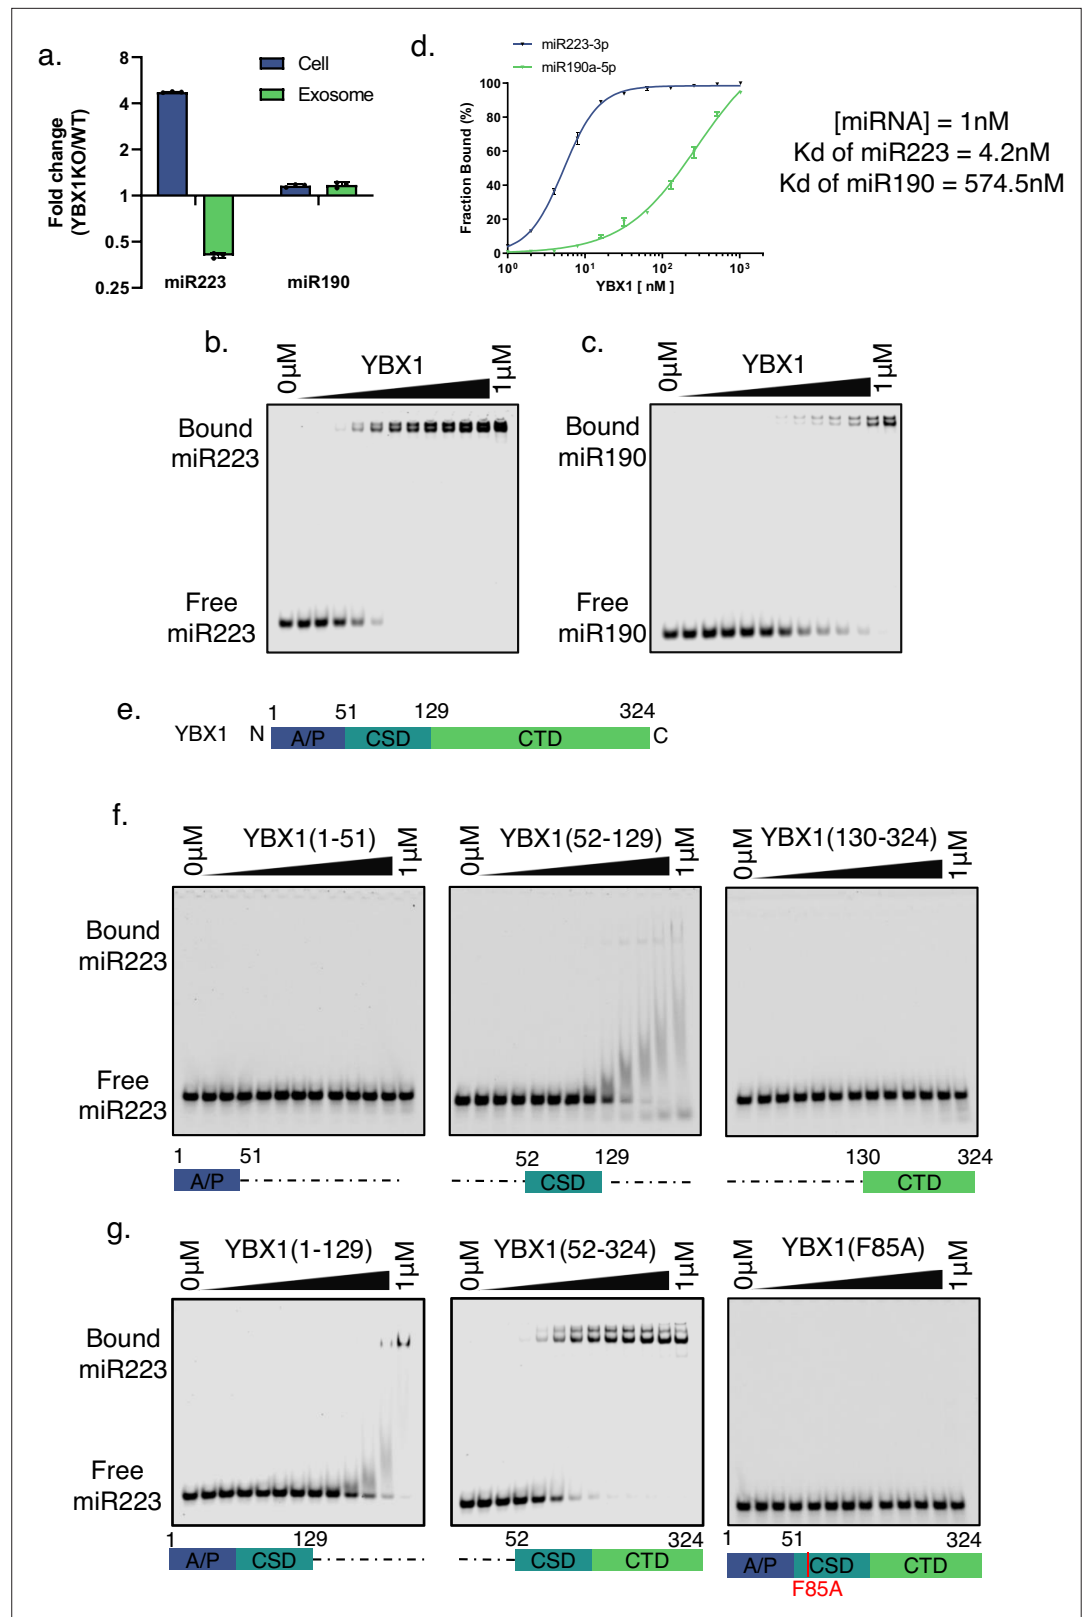 a.
8
4
2
1
0.5
0.25
Fold change
(YBX1KO/WT)
Cell
Exosome
miR223
miR190
d.
miR223-3p
miR190a-5p
100
80
60
40
20
0
Fraction Bound (%)
10⁰
10¹
10²
10³
YBX1 [ nM ]
[miRNA] = 1nM
Kd of miR223 = 4.2nM
Kd of miR190 = 574.5nM
b.
0µM
YBX1
1µM
Bound
miR223
Free
miR223
c.
0µM
YBX1
1µM
Bound
miR190
Free
miR190
e.
1 51 129 324
YBX1 N A/P CSD CTD C
f.
0µM
YBX1(1-51)
1µM
0µM
YBX1(52-129)
1µM
0µM
YBX1(130-324)
1µM
Bound
miR223
Free
miR223
1 51
A/P
52 129
CSD
130 324
CTD
g.
0µM
YBX1(1-129)
1µM
0µM
YBX1(52-324)
1µM
0µM
YBX1(F85A)
1µM
Bound
miR223
Free
miR223
1 129
A/P CSD
52 324
CSD CTD
1 51 324
A/P CSD CTD
F85A